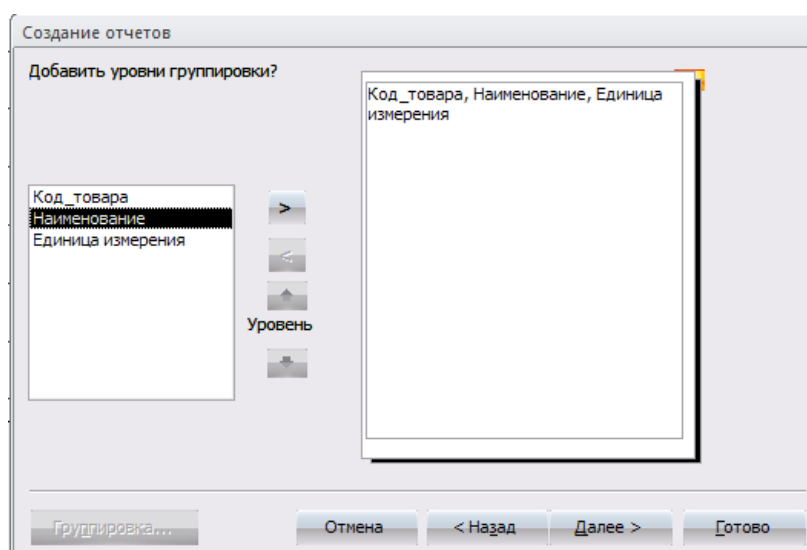 Создание отчетов
Добавить уровни группировки?
Код_товара, Наименование, Единица
измерения
Код_товара
Наименование
Единица измерения
>
<
Уровень
Группировка...
Отмена
< Назад
Далее >
Готово